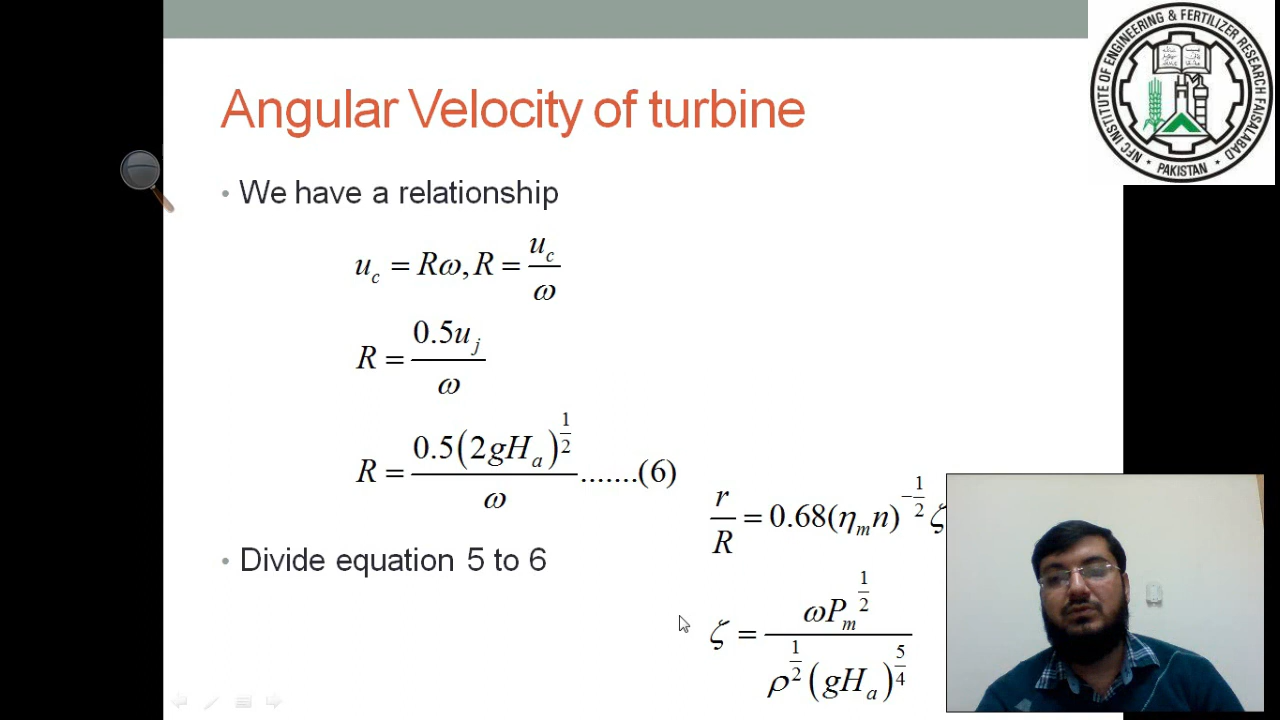 Angular Velocity of turbine
• We have a relationship
u_c = Rω, R = u_c/ω
R = 0.5u_j/ω
R = 0.5(2gH_a)^(1/2)/ω .......(6)
• Divide equation 5 to 6
r/R = 0.68(η_m n)^(-1/2) ζ
ζ = ωP_m^(1/2)/(ρ^(1/2)(gH_a)^(5/4))
NFC INSTITUTE OF ENGINEERING & FERTILIZER RESEARCH FAISALABAD
• PAKISTAN •